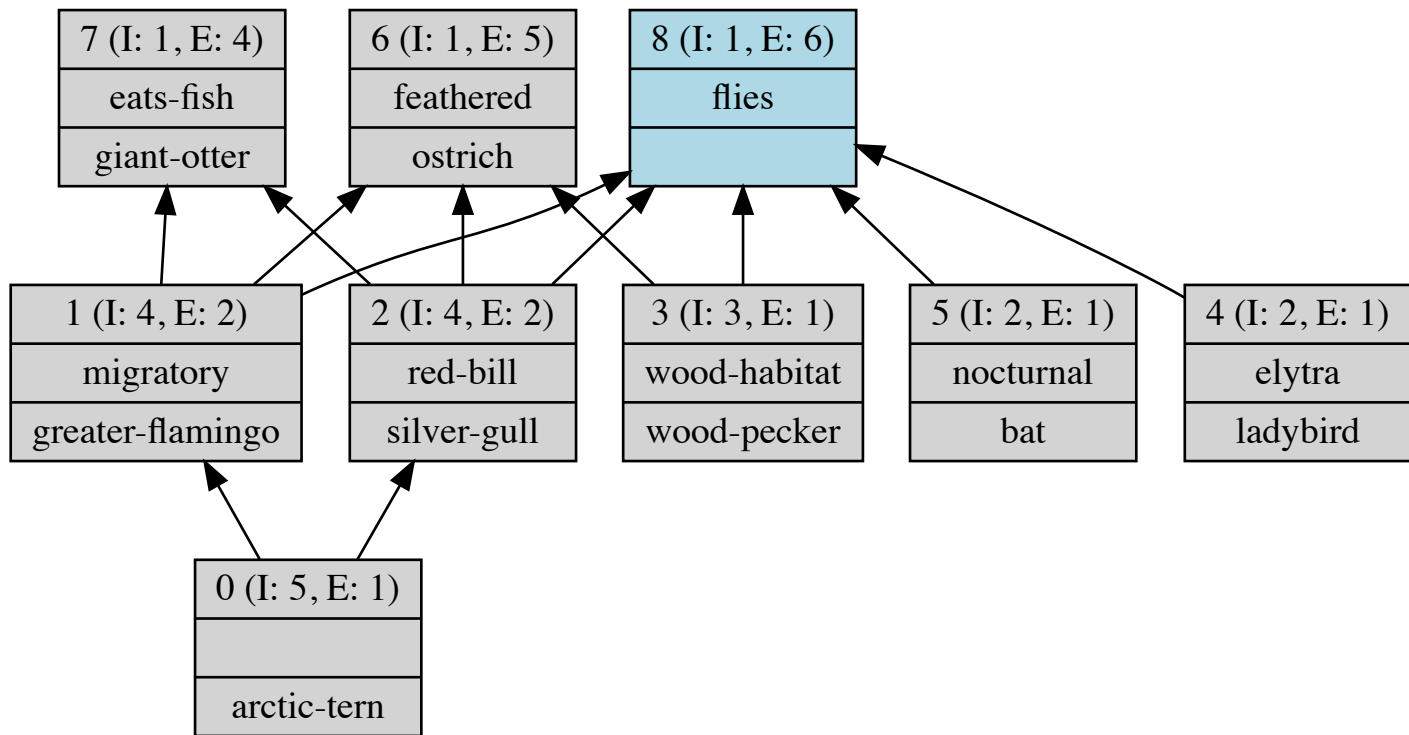 7 (I: 1, E: 4)
eats-fish
giant-otter
6 (I: 1, E: 5)
feathered
ostrich
8 (I: 1, E: 6)
flies
1 (I: 4, E: 2)
migratory
greater-flamingo
2 (I: 4, E: 2)
red-bill
silver-gull
3 (I: 3, E: 1)
wood-habitat
wood-pecker
5 (I: 2, E: 1)
nocturnal
bat
4 (I: 2, E: 1)
elytra
ladybird
0 (I: 5, E: 1)
arctic-tern